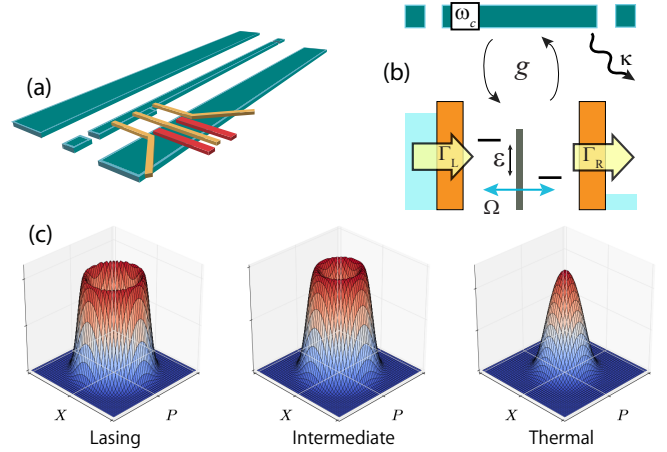 (a)
ω_c
g
κ
(b)
Γ_L
ε
Γ_R
Ω
(c)
X
P
X
P
X
P
Lasing
Intermediate
Thermal